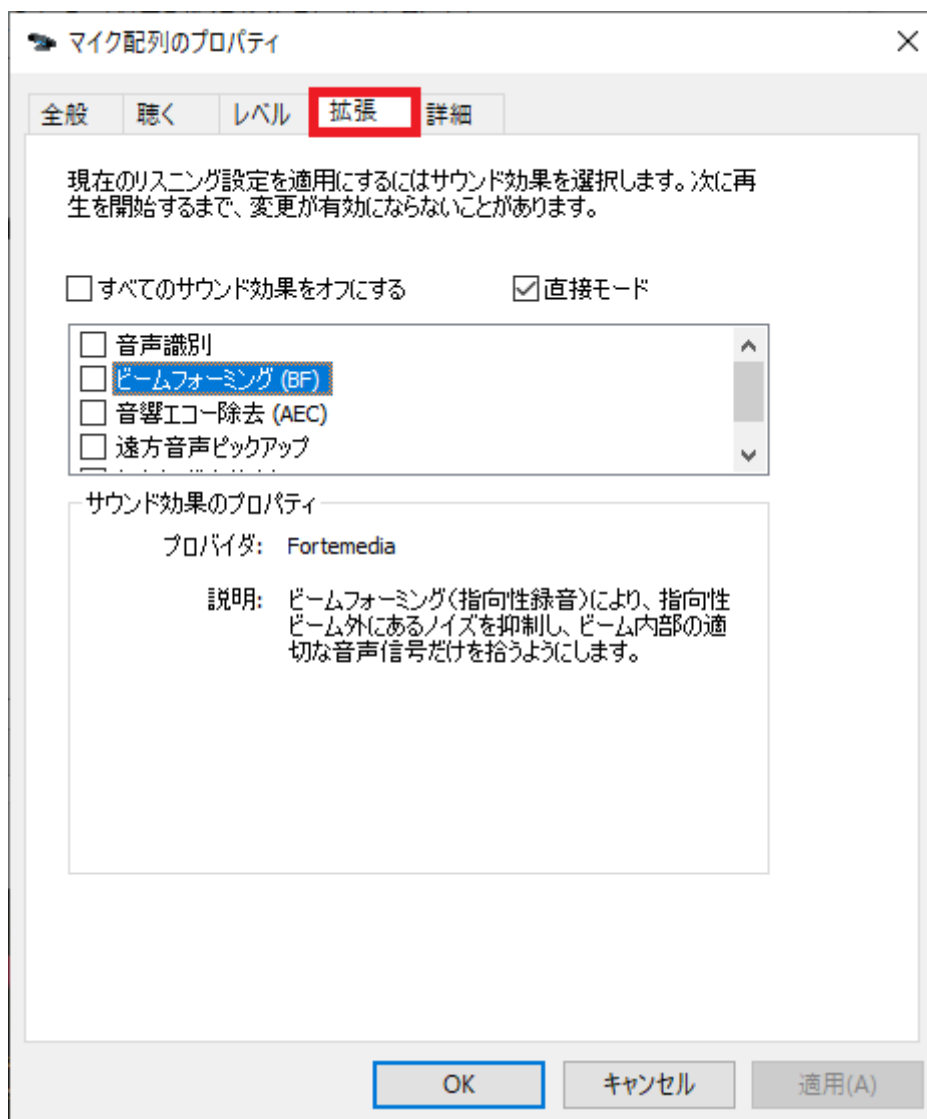 マイク配列のプロパティ
全般 聴く レベル 拡張 詳細
現在のリスニング設定を適用にするにはサウンド効果を選択します。次に再
生を開始するまで、変更が有効にならないことがあります。
すべてのサウンド効果をオフにする 直接モード
音声識別
ビームフォーミング (BF)
音響エコー除去 (AEC)
遠方音声ピックアップ
サウンド効果のプロパティ
プロバイダ: Fortemedia
説明: ビームフォーミング(指向性録音)により、指向性
ビーム外にあるノイズを抑制し、ビーム内部の適
切な音声信号だけを拾うようにします。
OK キャンセル 適用(A)